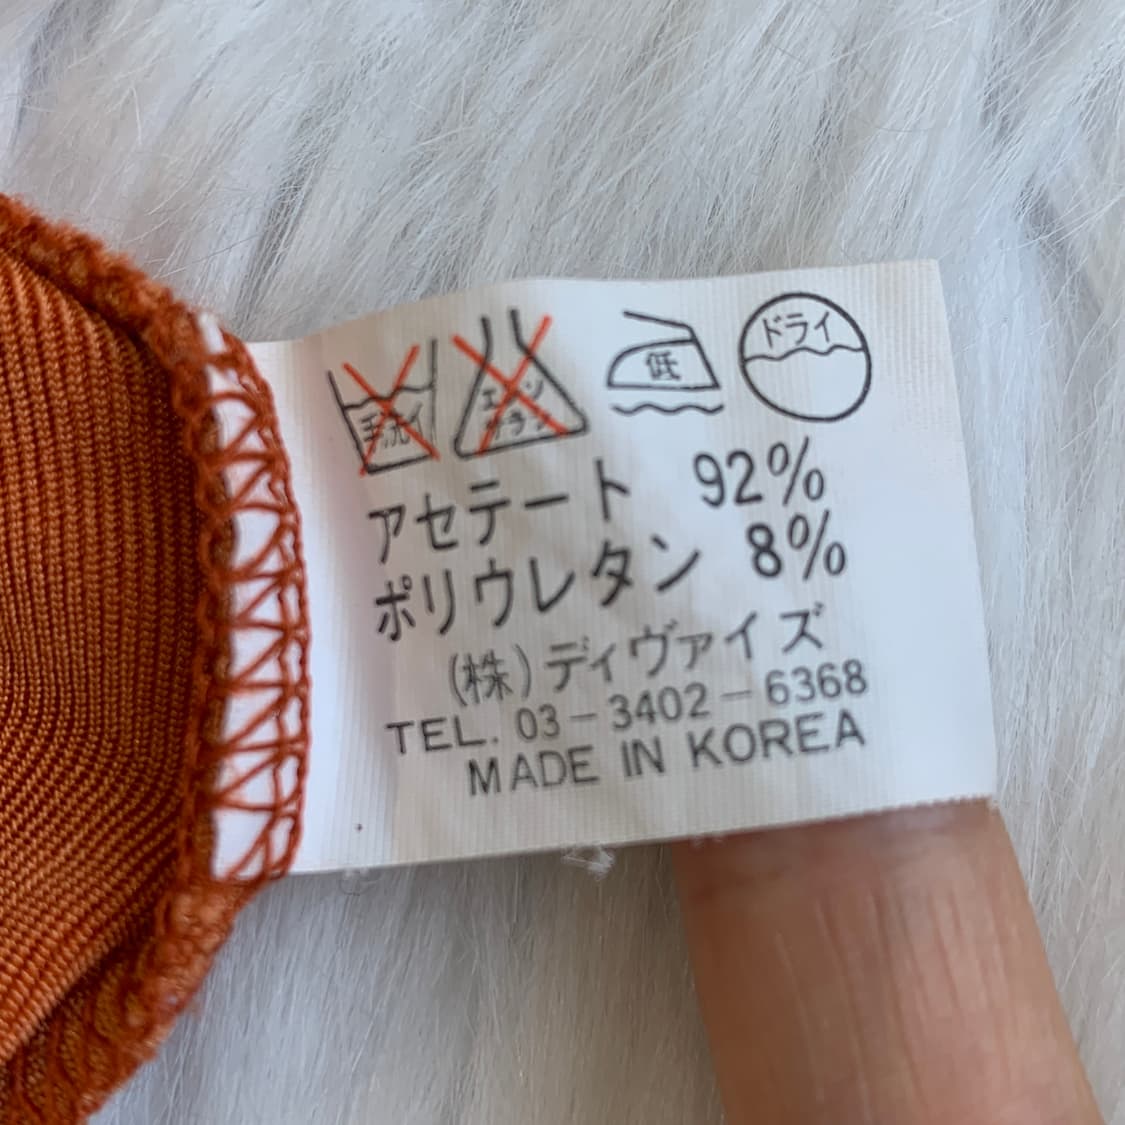 手洗イ
エンソ
サラシ
低
ドライ
アセテート 92%
ポリウレタン 8%
(株)ディヴァイズ
TEL. 03-3402-6368
MADE IN KOREA